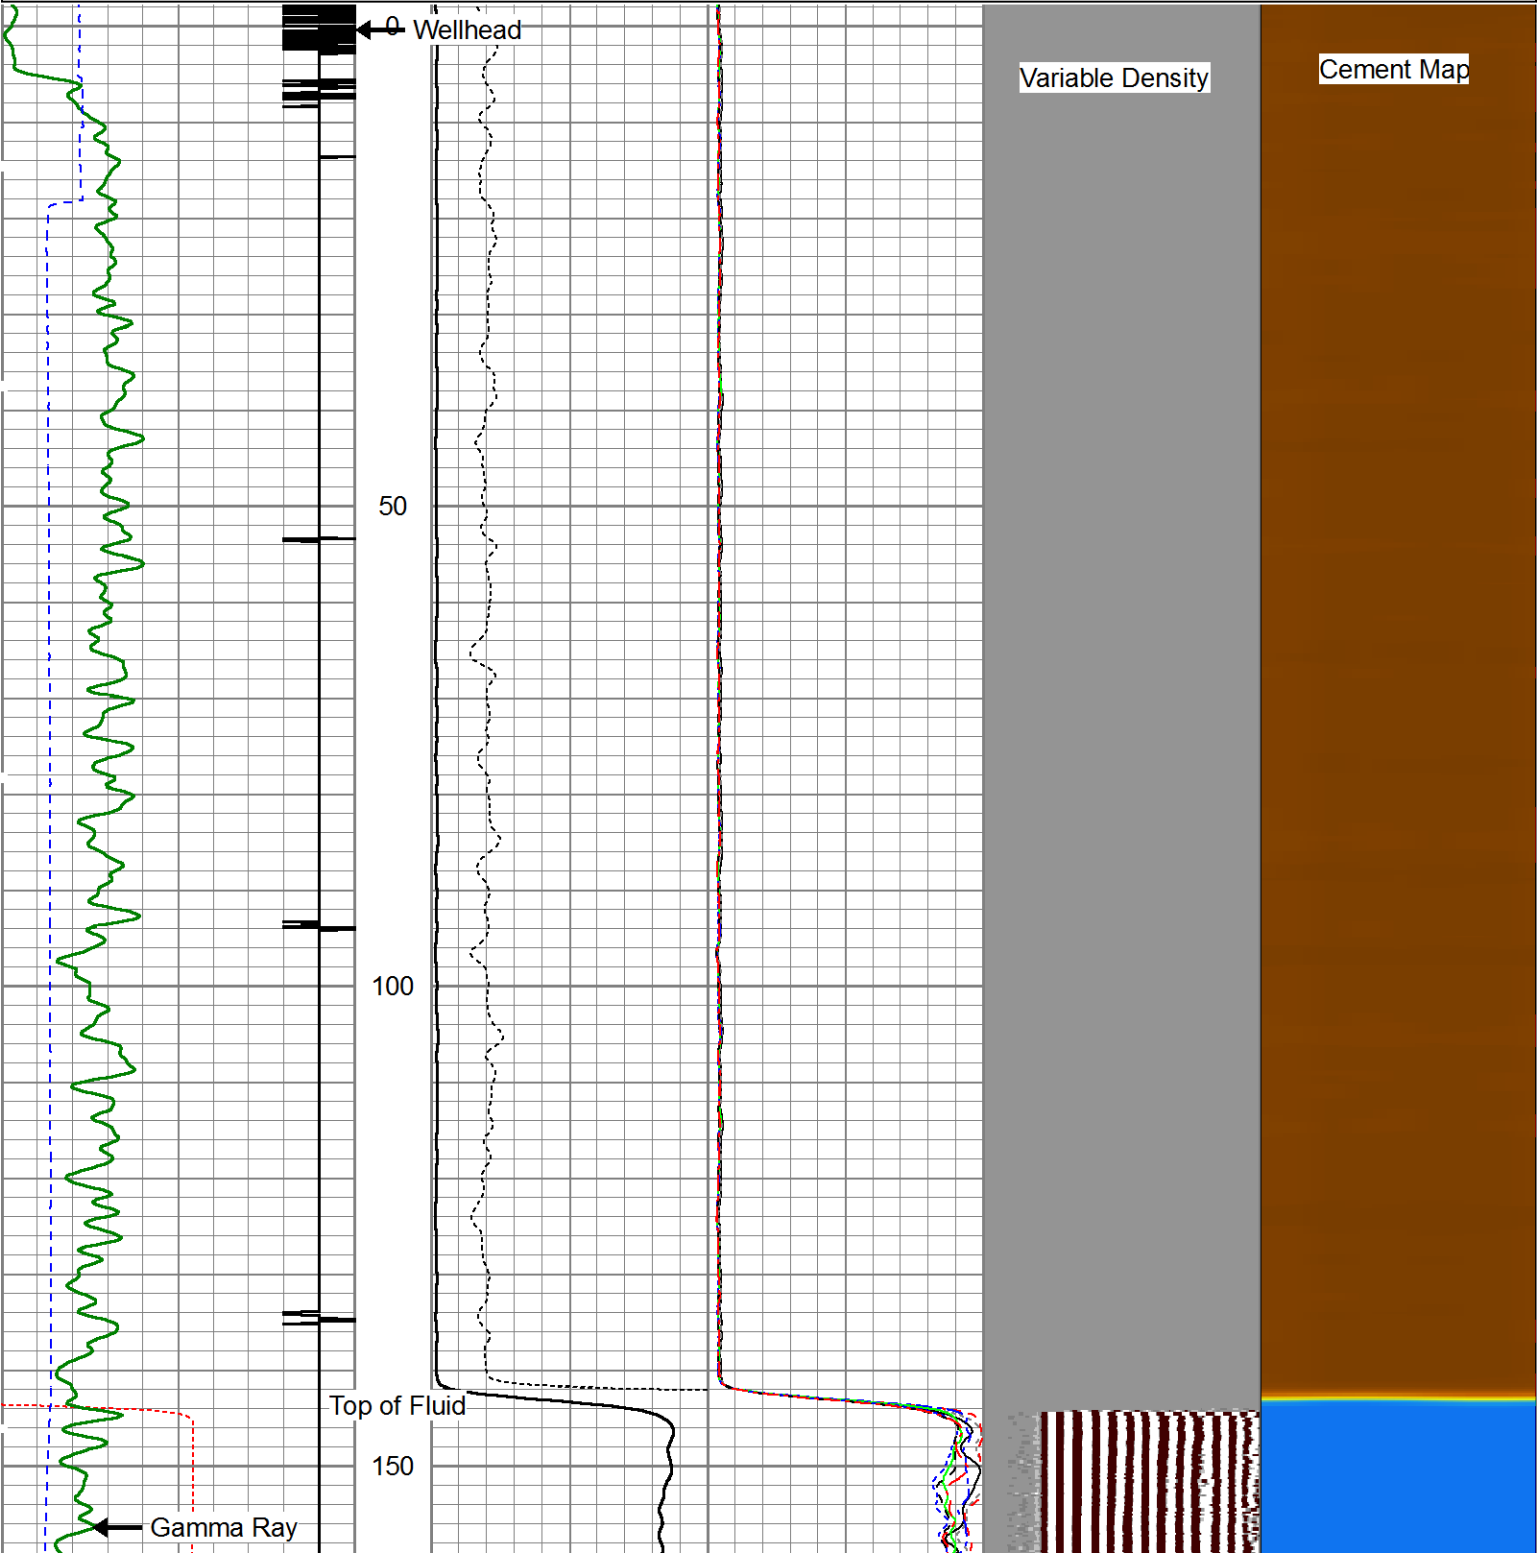 0
Wellhead
Cement Map
Variable Density
50
100
Top of Fluid
150
Gamma Ray